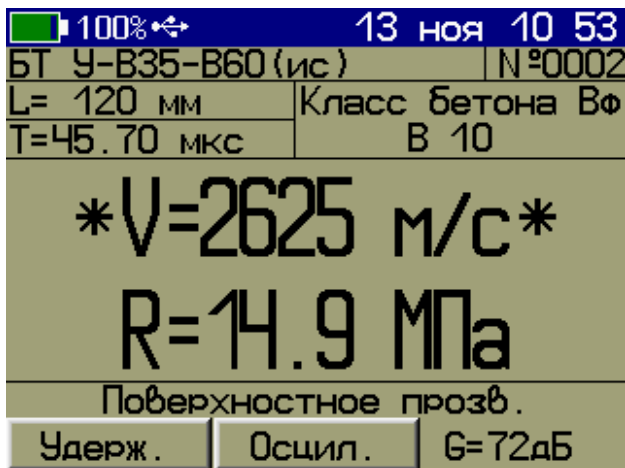 100% 13 ноя 10 53
БТ У-В35-В60(ис) №0002
L= 120 мм
Класс бетона Вф
T=45.70 мкс
В 10
*V=2625 м/с*
R=14.9 МПа
Поверхностное прозв.
Удерж. Осцил. G=72дБ